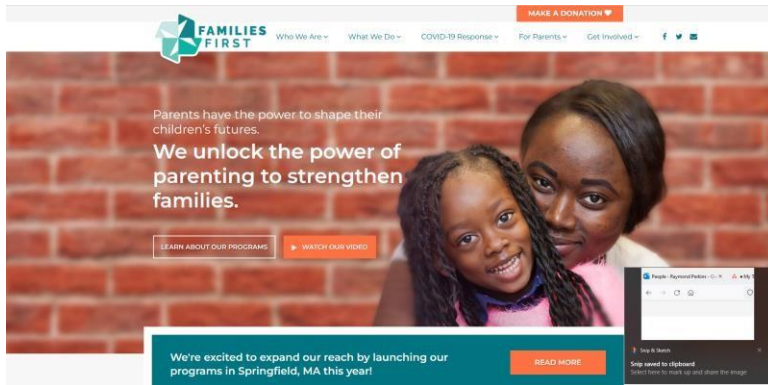 MAKE A DONATION
FAMILIES
FIRST
Who We Are What We Do COVID-19 Response For Parents Get Involved
Parents have the power to shape their
children's futures.
We unlock the power of
parenting to strengthen
families.
LEARN ABOUT OUR PROGRAMS WATCH OUR VIDEO
We're excited to expand our reach by launching our
programs in Springfield, MA this year!
READ MORE
People - Raymond
Snip & Sketch
Snip saved to clipboard
Select here to mark up and share the image